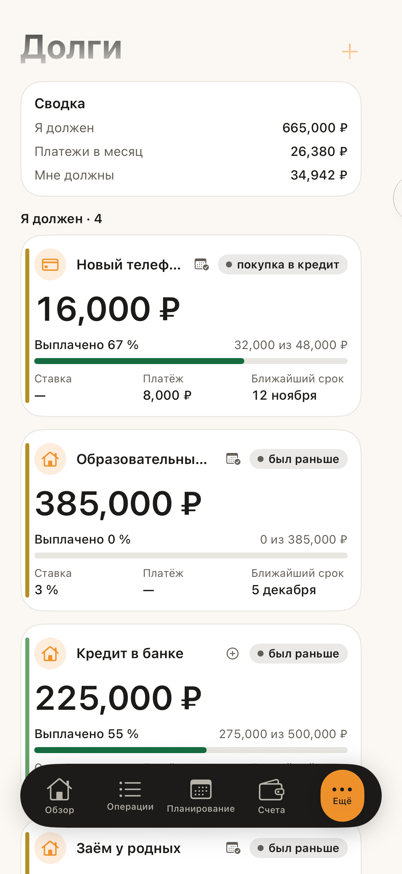 Долги
Сводка
Я должен 665,000 ₽
Платежи в месяц 26,380 ₽
Мне должны 34,942 ₽
Я должен · 4
Новый телеф... покупка в кредит
16,000 ₽
Выплачено 67 % 32,000 из 48,000 ₽
Ставка Платёж Ближайший срок
— 8,000 ₽ 12 ноября
Образовательны... был раньше
385,000 ₽
Выплачено 0 % 0 из 385,000 ₽
Ставка Платёж Ближайший срок
3 % — 5 декабря
Кредит в банке был раньше
225,000 ₽
Выплачено 55 % 275,000 из 500,000 ₽
Обзор Операции Планирование Счета Ещё
Заём у родных был раньше